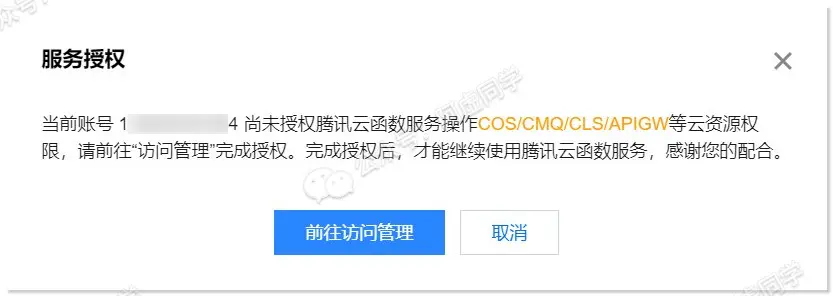 服务授权
当前账号 1 4 尚未授权腾讯云函数服务操作COS/CMQ/CLS/APIGW等云资源权
限，请前往“访问管理”完成授权。完成授权后，才能继续使用腾讯云函数服务，感谢您的配合。
前往访问管理
取消